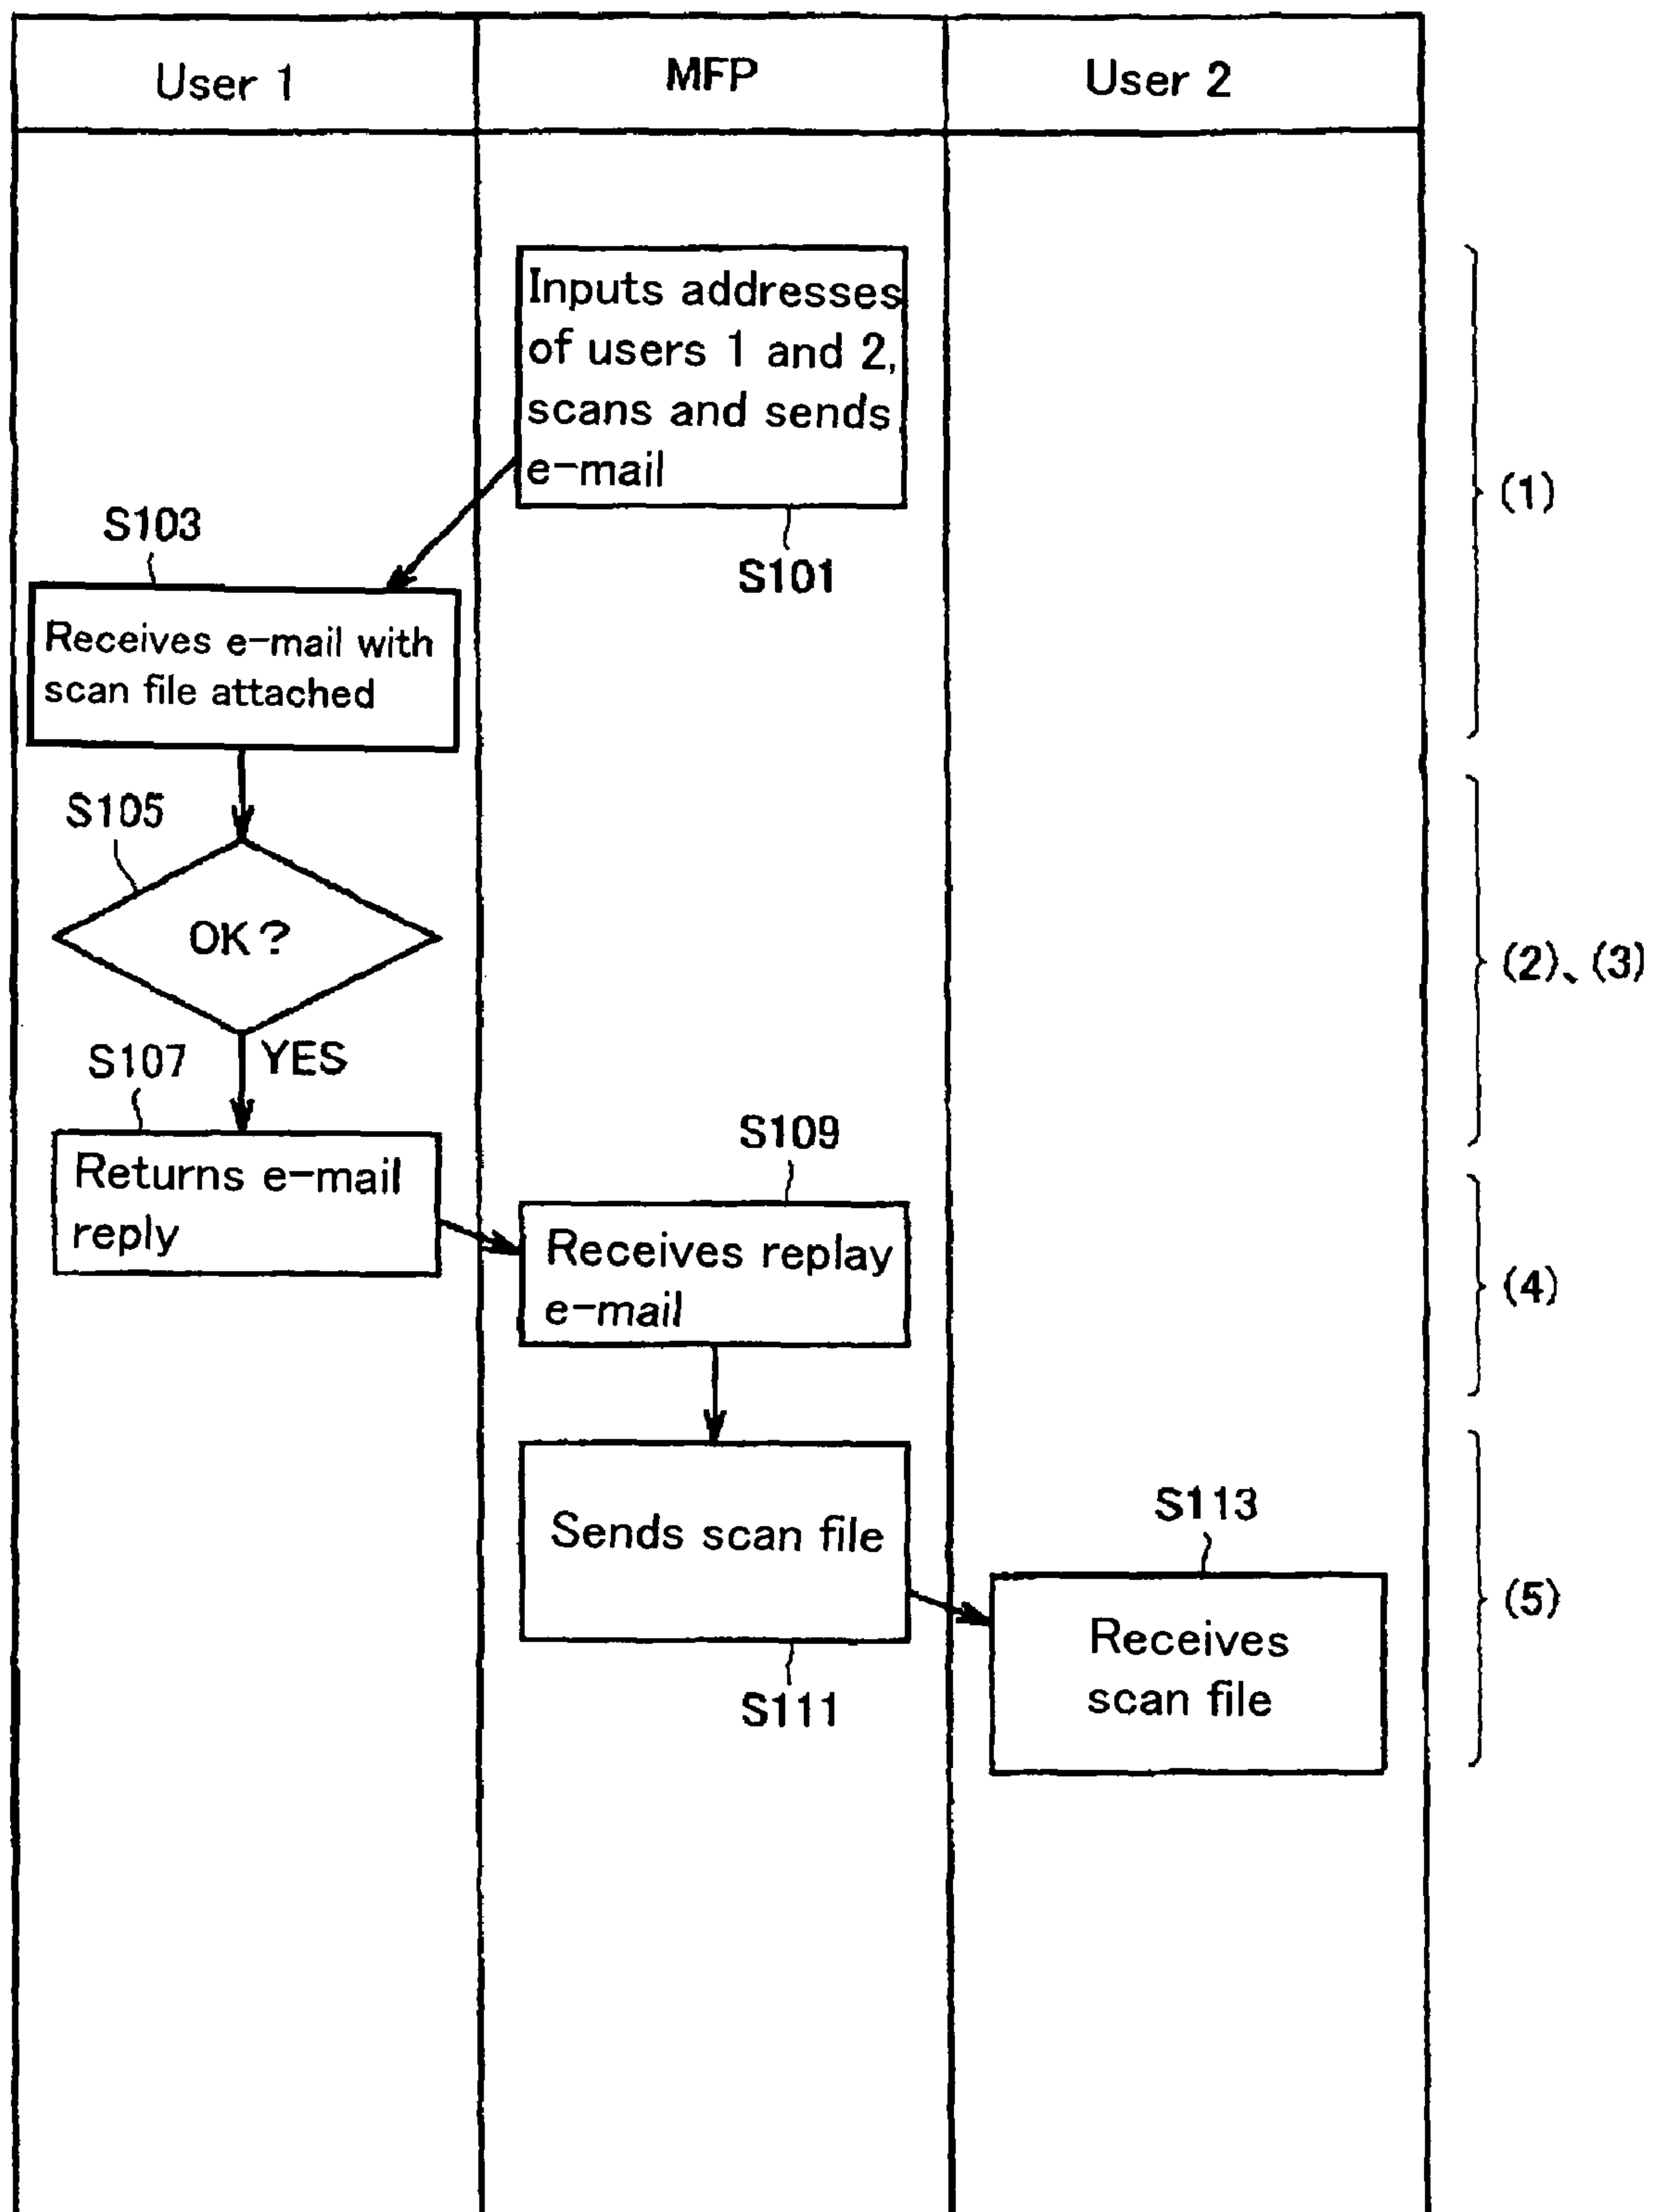 User 1
MFP
User 2
Inputs addresses
of users 1 and 2,
scans and sends
e-mail
S101
(1)
S103
Receives e-mail with
scan file attached
S105
OK?
(2)、(3)
YES
S107
Returns e-mail
reply
S109
Receives replay
e-mail
(4)
Sends scan file
S111
S113
Receives
scan file
(5)